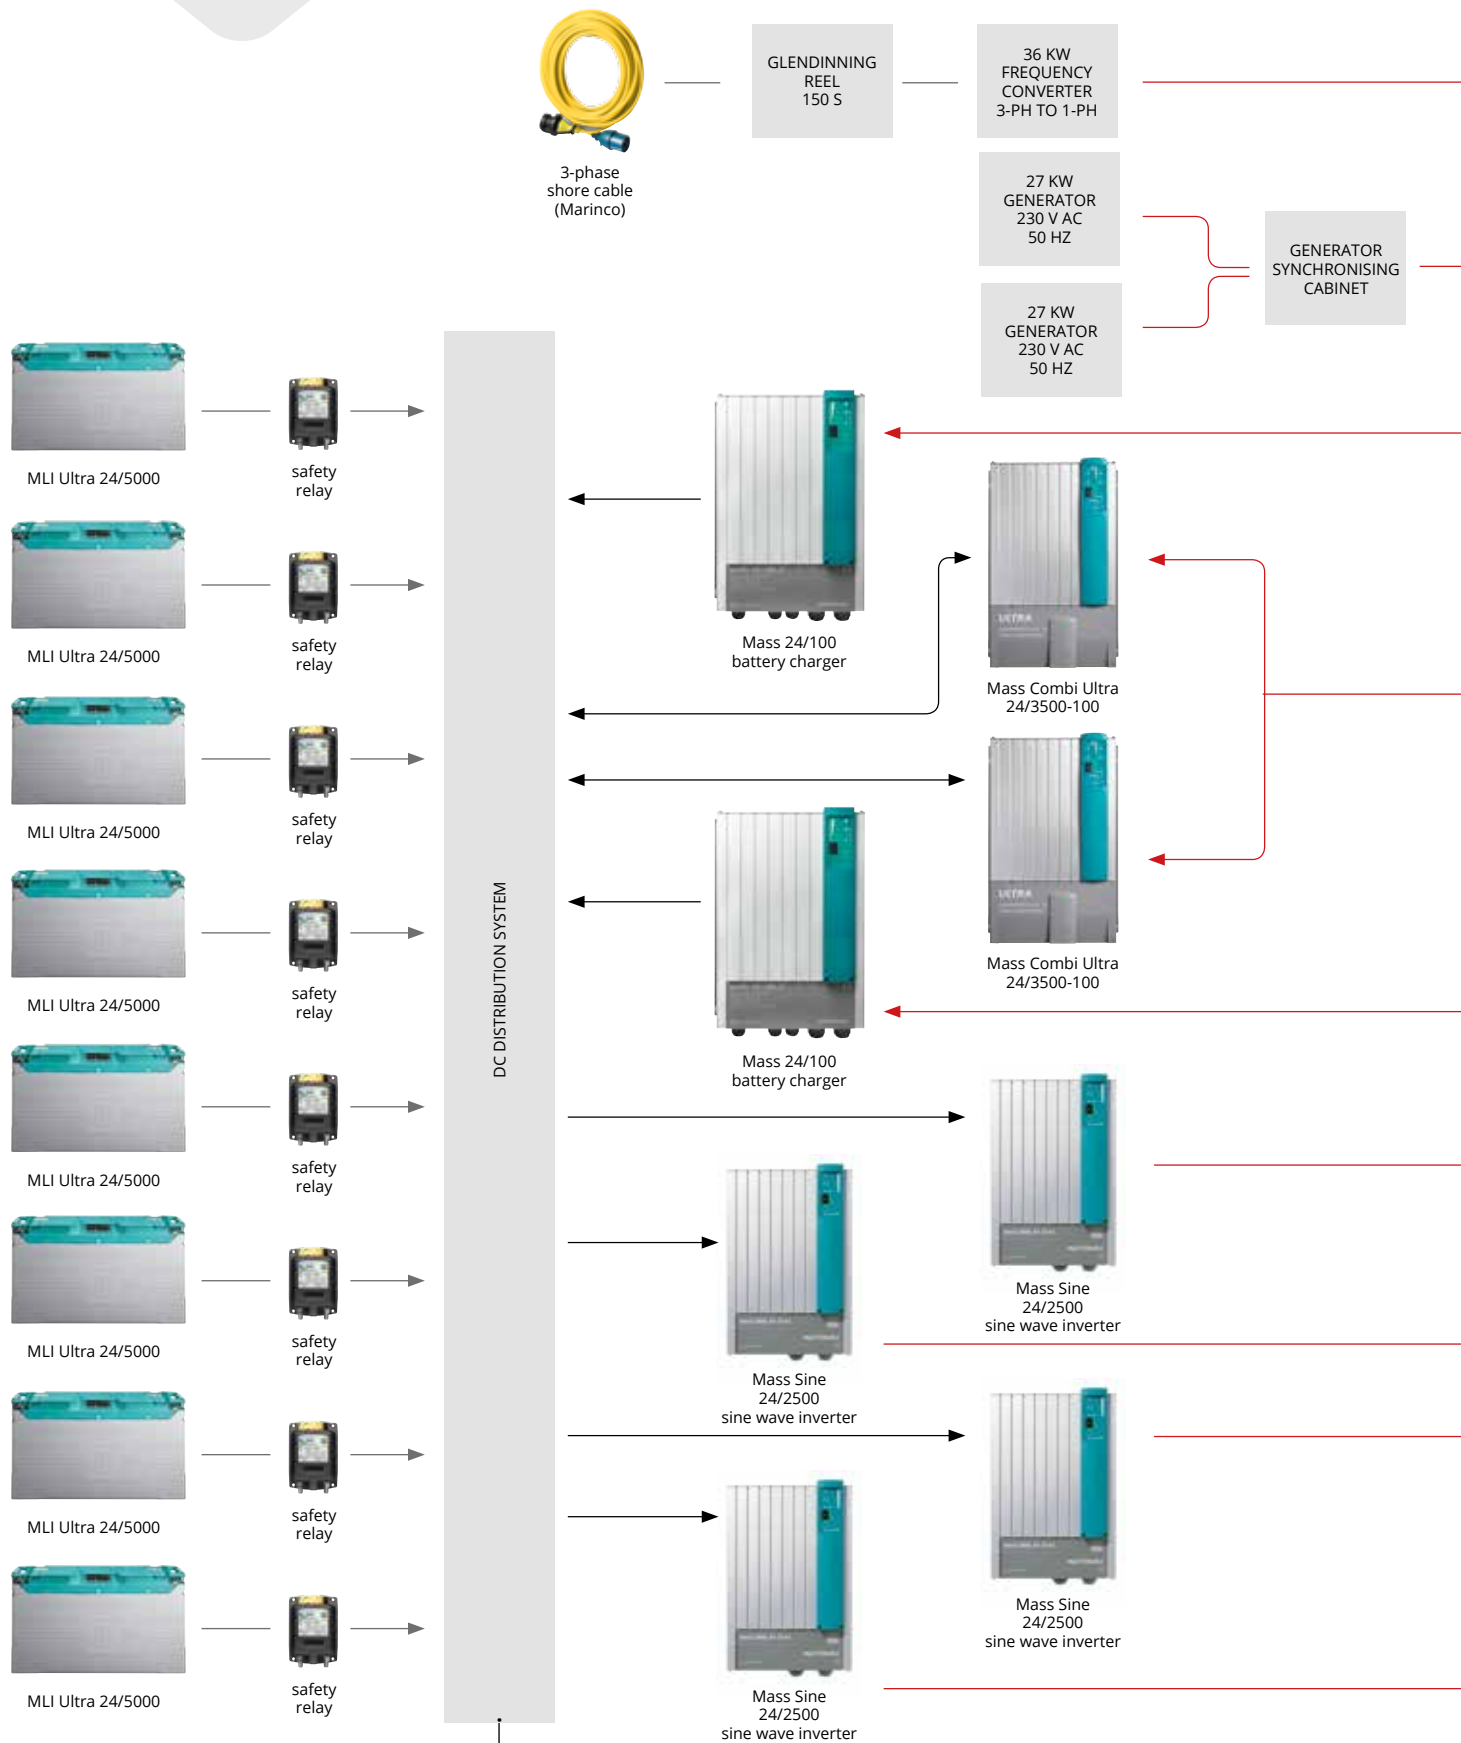 GLENDINNING
REEL
150 S
36 KW
FREQUENCY
CONVERTER
3-PH TO 1-PH
3-phase
shore cable
(Marinco)
27 KW
GENERATOR
230 V AC
50 HZ
GENERATOR
SYNCHRONISING
CABINET
27 KW
GENERATOR
230 V AC
50 HZ
MLI Ultra 24/5000
safety
relay
MLI Ultra 24/5000
safety
relay
MLI Ultra 24/5000
safety
relay
MLI Ultra 24/5000
safety
relay
MLI Ultra 24/5000
safety
relay
MLI Ultra 24/5000
safety
relay
MLI Ultra 24/5000
safety
relay
MLI Ultra 24/5000
safety
relay
DC DISTRIBUTION SYSTEM
Mass 24/100
battery charger
ULTRA
Mass Combi Ultra
24/3500-100
ULTRA
Mass Combi Ultra
24/3500-100
Mass 24/100
battery charger
Mass Sine
24/2500
sine wave inverter
Mass Sine
24/2500
sine wave inverter
Mass Sine
24/2500
sine wave inverter
Mass Sine
24/2500
sine wave inverter